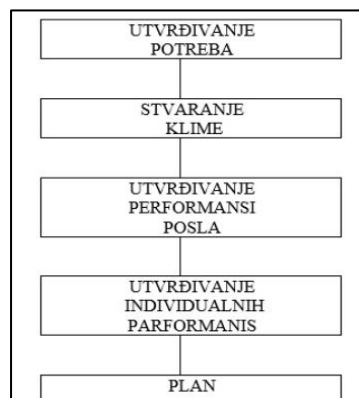 UTVRĐIVANJE
POTREBA
STVARANJE
KLIME
UTVRĐIVANJE
PERFORMANSI
POSLA
UTVRĐIVANJE
INDIVIDUALNIH
PARFORMANIS
PLAN